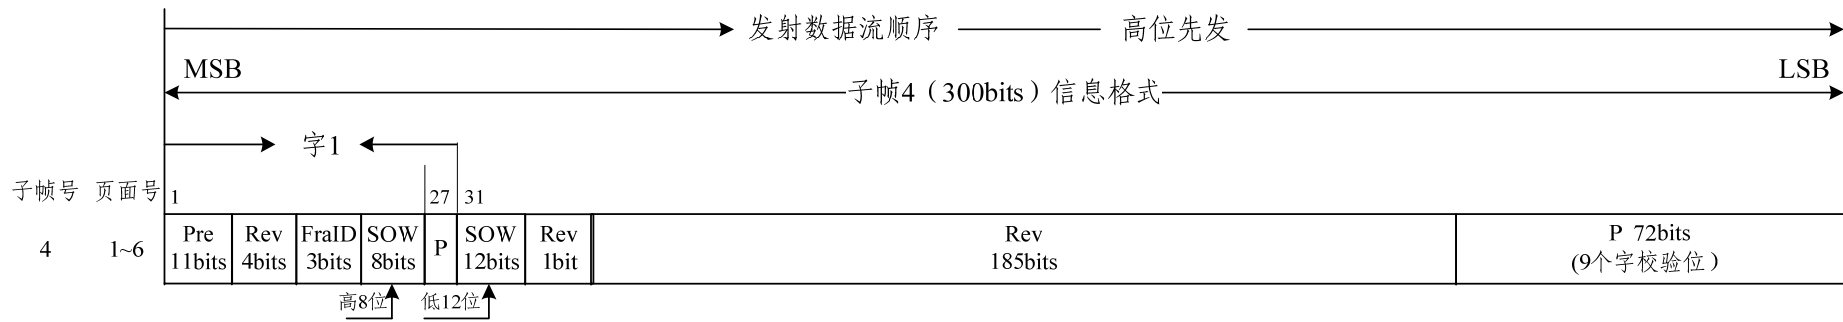 发射数据流顺序 高位先发
MSB LSB
子帧4（300bits）信息格式
字1
子帧号 页面号 1 27 31
4 1~6 Pre 11bits Rev 4bits FraID 3bits SOW 8bits P SOW 12bits Rev 1bit Rev 185bits P 72bits (9个字校验位)
高8位 低12位